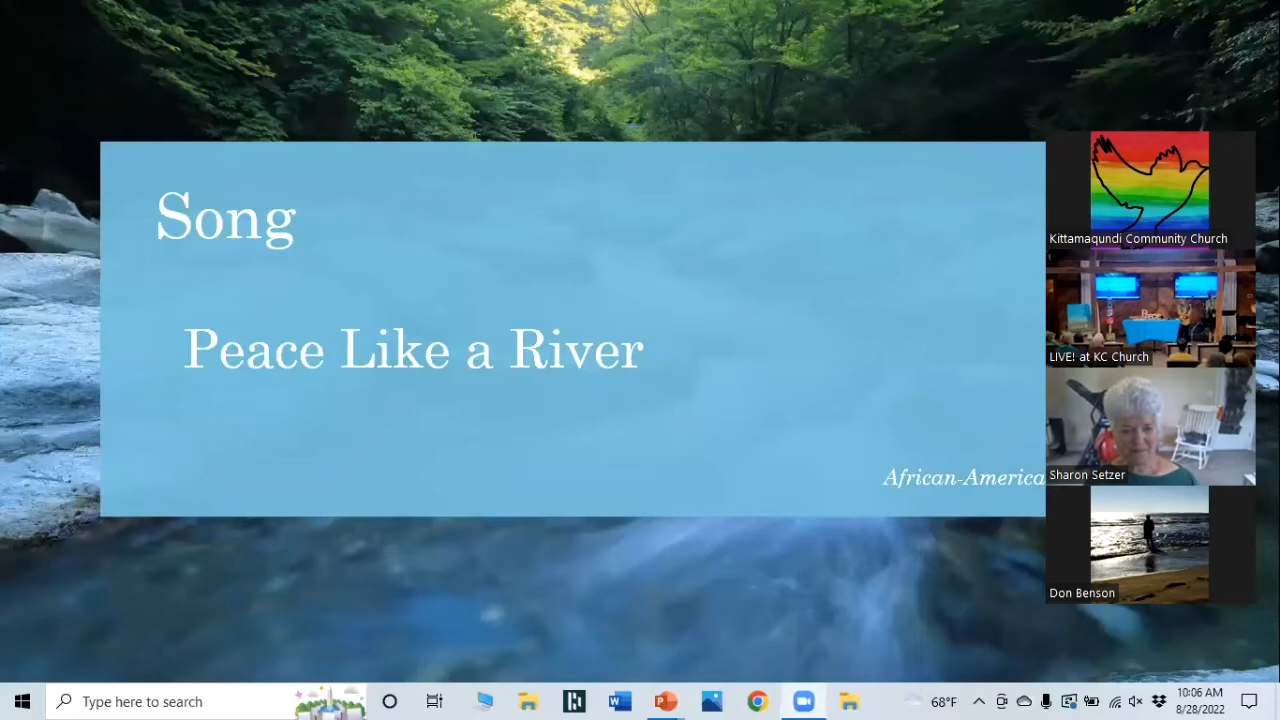 Song
Peace Like a River
African-America
Kittamaqundi Community Church
LIVE! at KC Church
Sharon Setzer
Don Benson
Type here to search
68°F
10:06 AM
8/28/2022